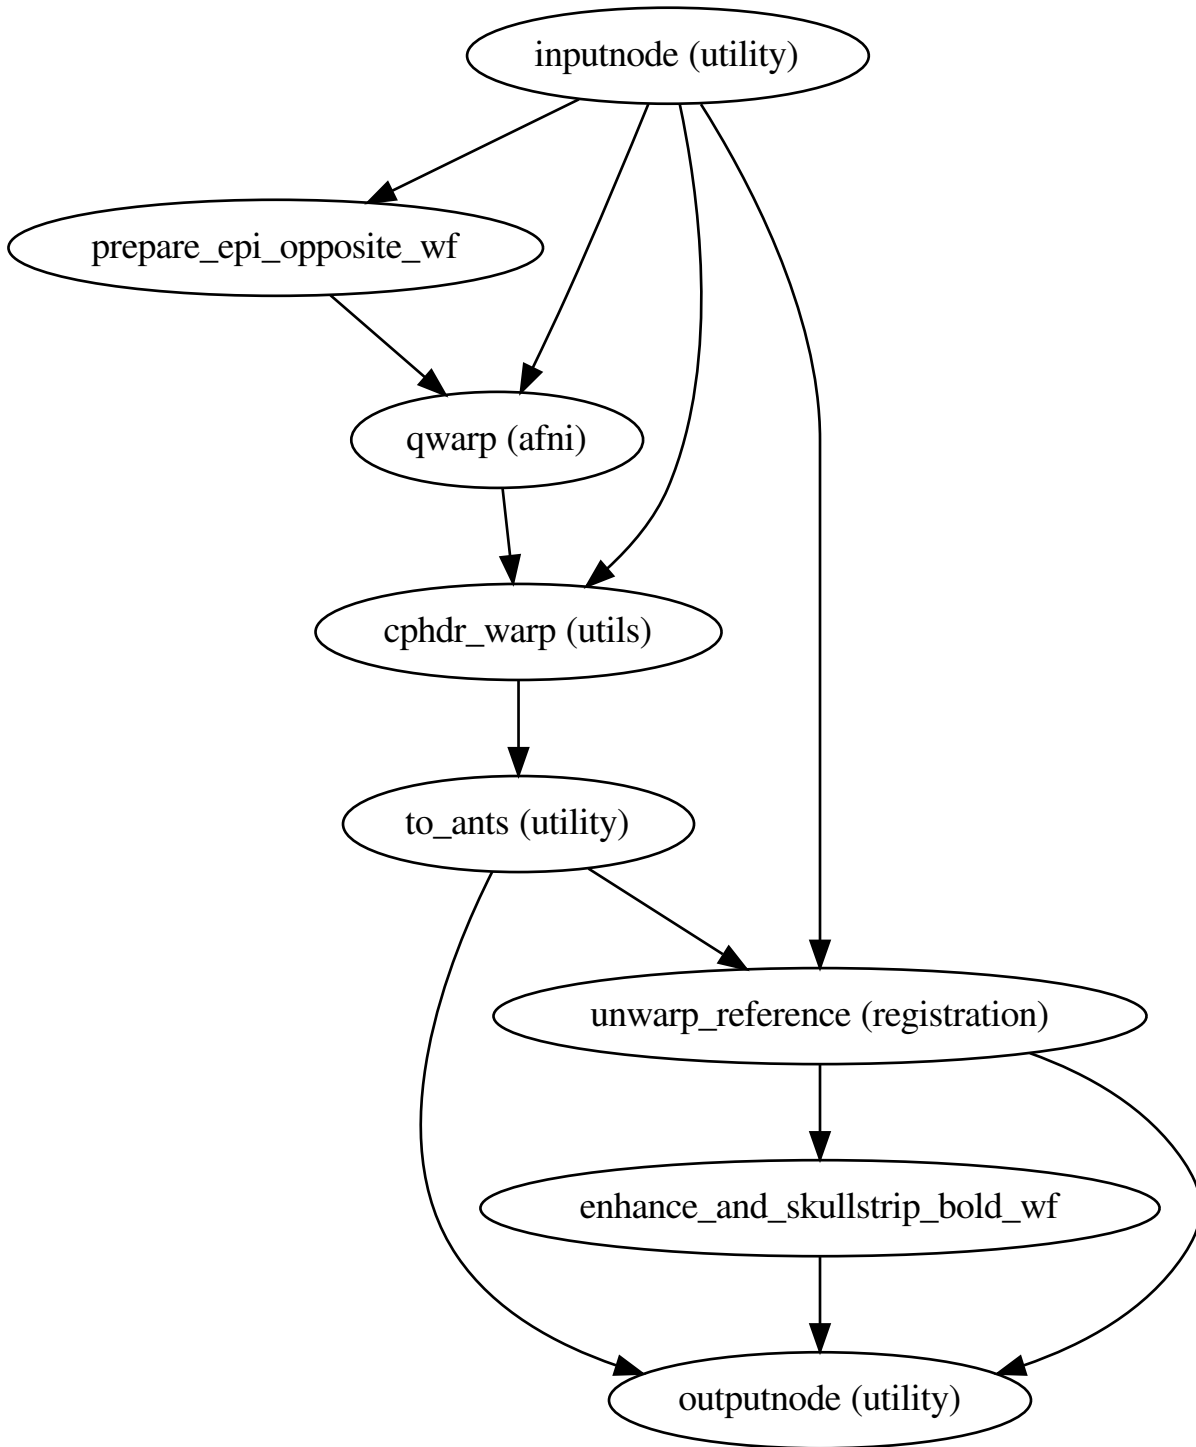 inputnode (utility)
prepare_epi_opposite_wf
qwarp (afni)
cphdr_warp (utils)
to_ants (utility)
unwarp_reference (registration)
enhance_and_skullstrip_bold_wf
outputnode (utility)